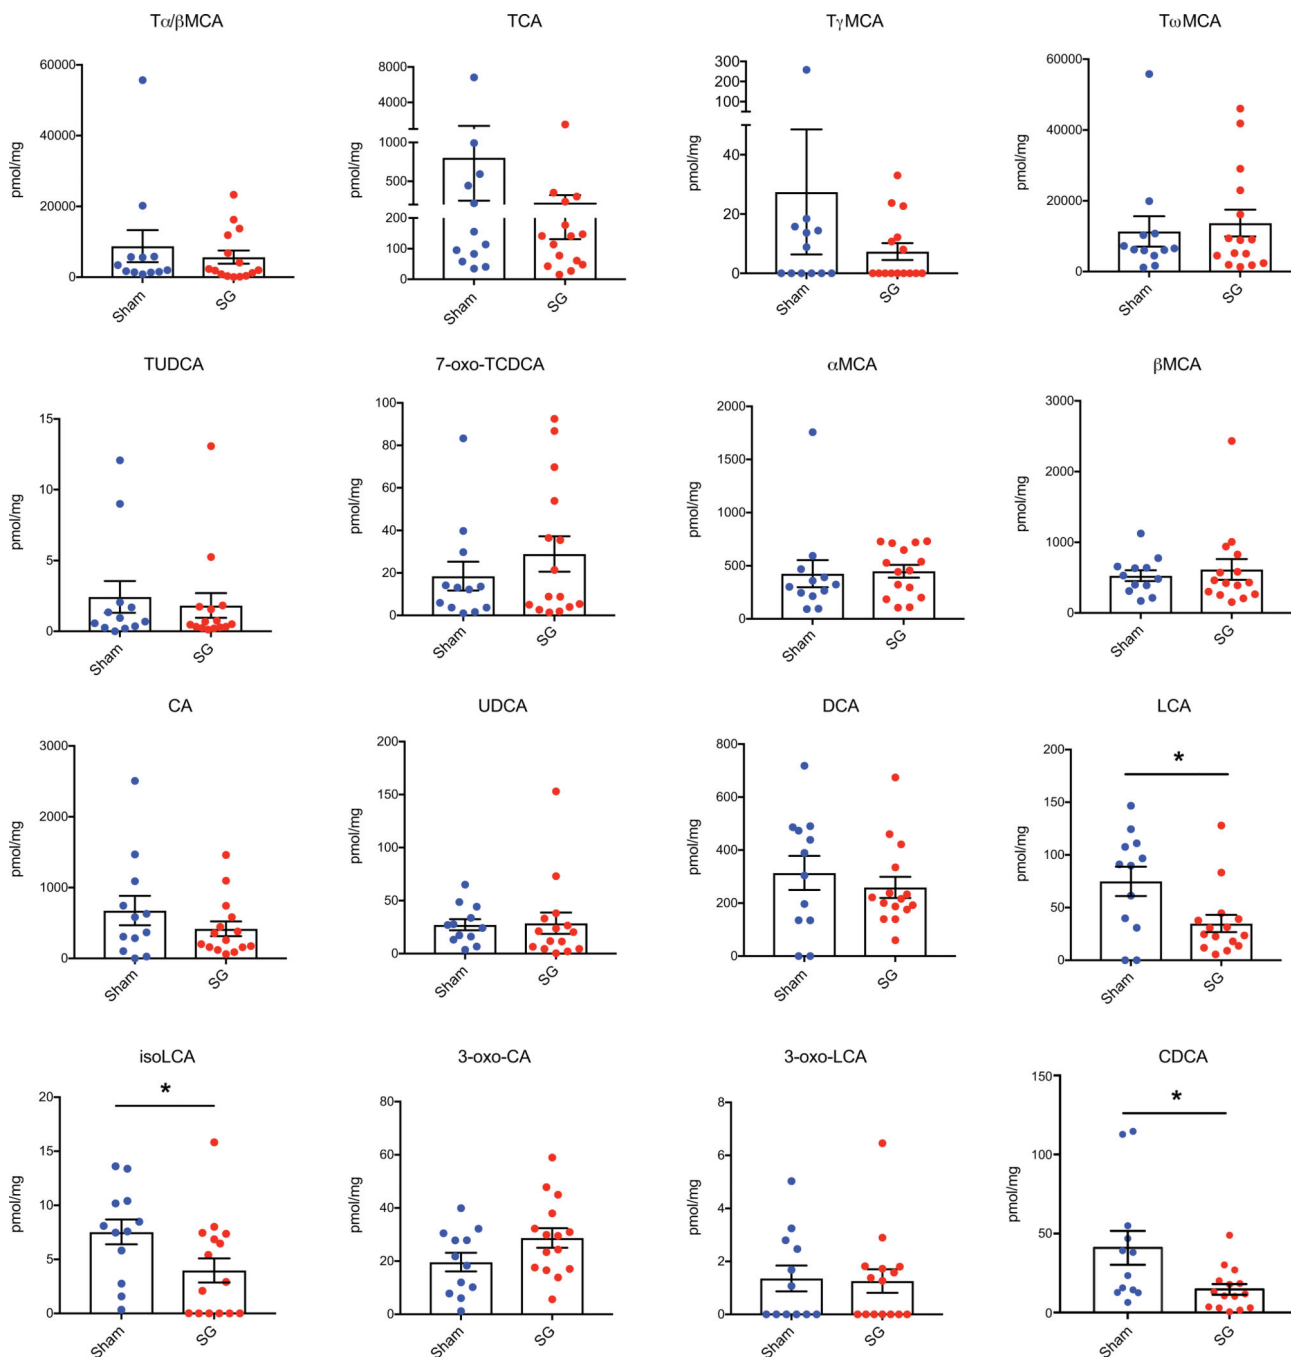 Tα/βMCA
TCA
TγMCA
TωMCA
pmol/mg
60000
40000
20000
0
Sham
SG
pmol/mg
8000
4000
1000
500
200
100
0
Sham
SG
pmol/mg
300
200
100
40
20
0
Sham
SG
pmol/mg
60000
40000
20000
0
Sham
SG
TUDCA
7-oxo-TCDCA
αMCA
βMCA
pmol/mg
15
10
5
0
Sham
SG
pmol/mg
100
80
60
40
20
0
Sham
SG
pmol/mg
2000
1500
1000
500
0
Sham
SG
pmol/mg
3000
2000
1000
0
Sham
SG
CA
UDCA
DCA
LCA
pmol/mg
3000
2000
1000
0
Sham
SG
pmol/mg
200
150
100
50
0
Sham
SG
pmol/mg
800
600
400
200
0
Sham
SG
pmol/mg
200
150
100
50
0
*
Sham
SG
isoLCA
3-oxo-CA
3-oxo-LCA
CDCA
pmol/mg
20
15
10
5
0
*
Sham
SG
pmol/mg
80
60
40
20
0
Sham
SG
pmol/mg
8
6
4
2
0
Sham
SG
pmol/mg
150
100
50
0
*
Sham
SG